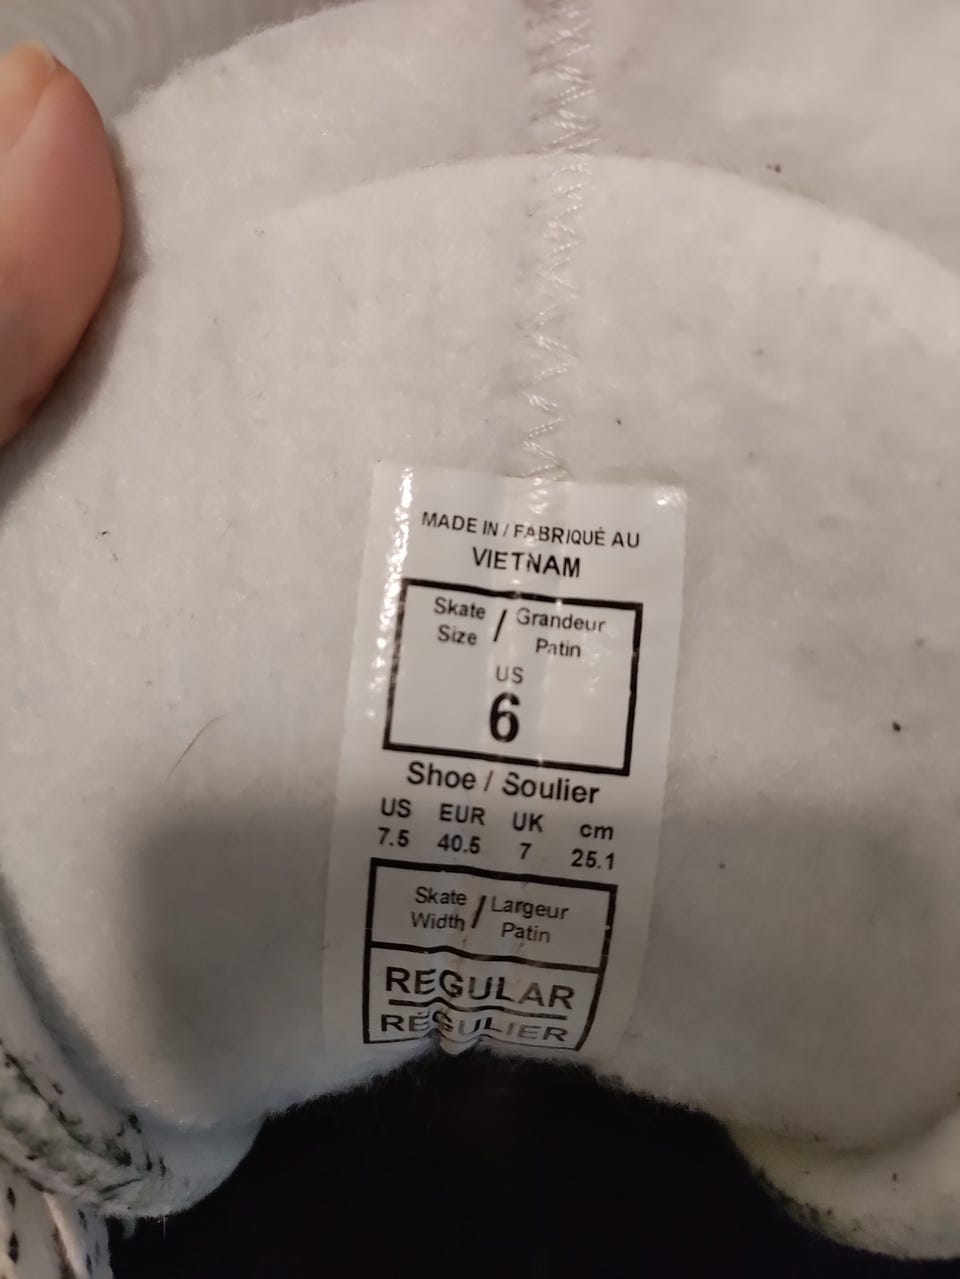 MADE IN / FABRIQUÉ AU
VIETNAM
Skate Size / Grandeur Patin
US
6
Shoe / Soulier
US EUR UK cm
7.5 40.5 7 25.1
Skate Width / Largeur Patin
REGULAR
RÉGULIER